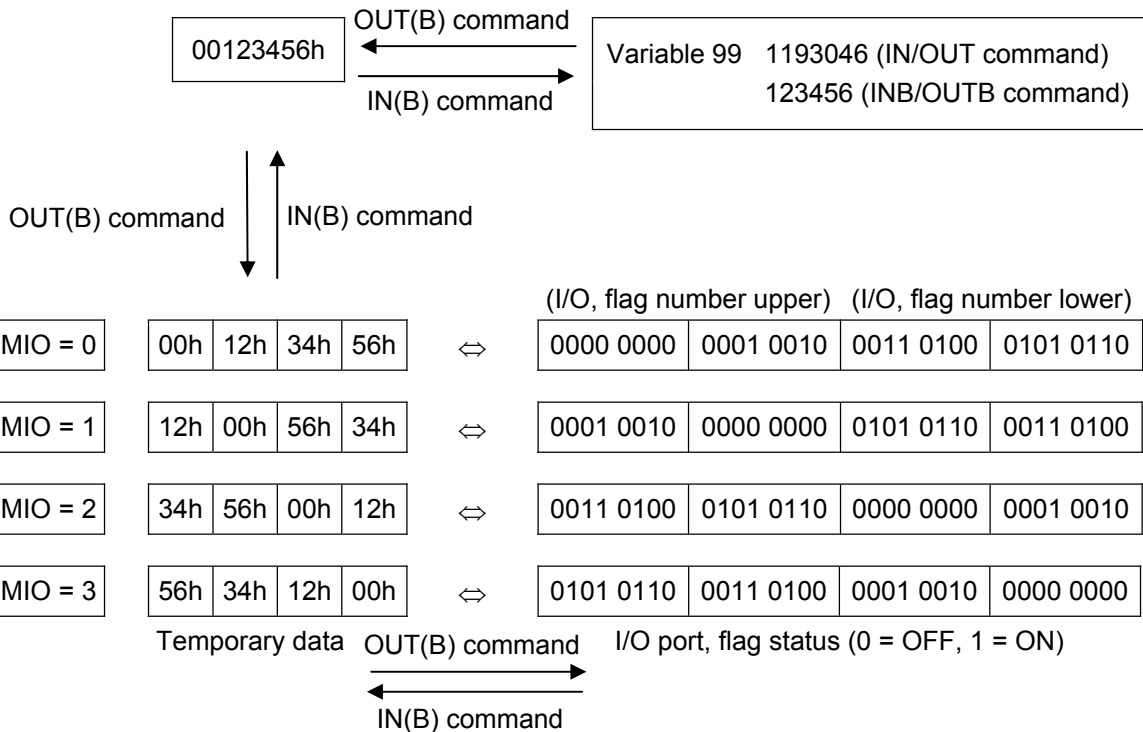 OUT(B) command
00123456h
Variable 99 1193046 (IN/OUT command)
IN(B) command
123456 (INB/OUTB command)
OUT(B) command
IN(B) command
(I/O, flag number upper) (I/O, flag number lower)
MIO = 0 00h 12h 34h 56h ⇔ 0000 0000 0001 0010 0011 0100 0101 0110
MIO = 1 12h 00h 56h 34h ⇔ 0001 0010 0000 0000 0101 0110 0011 0100
MIO = 2 34h 56h 00h 12h ⇔ 0011 0100 0101 0110 0000 0000 0001 0010
MIO = 3 56h 34h 12h 00h ⇔ 0101 0110 0011 0100 0001 0010 0000 0000
Temporary data OUT(B) command I/O port, flag status (0 = OFF, 1 = ON)
IN(B) command